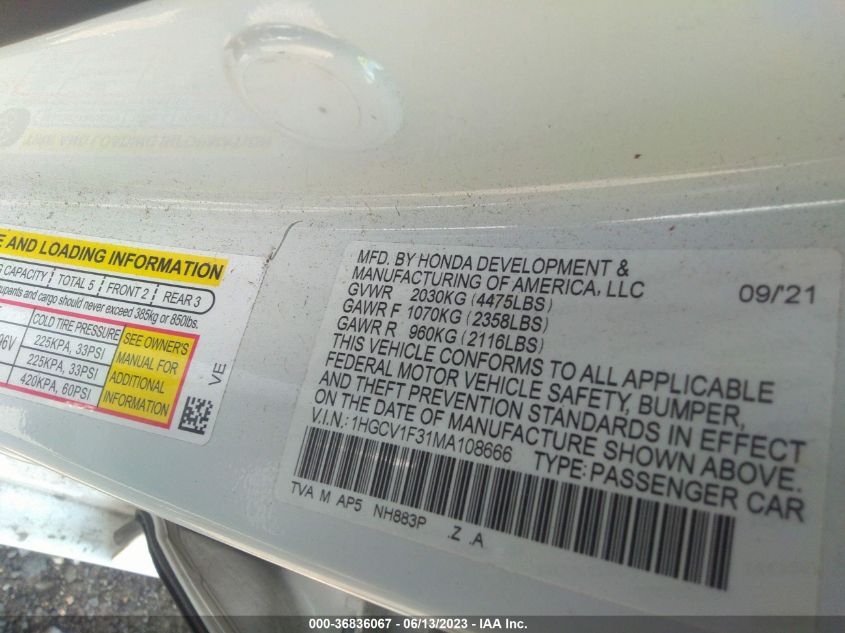 E AND LOADING INFORMATION
G CAPACITY TOTAL 5 FRONT 2 REAR 3
upants and cargo should never exceed 385kg or 850lbs.
COLD TIRE PRESSURE
96V 225KPA, 33PSI
225KPA, 33PSI
420KPA, 60PSI
SEE OWNER'S
MANUAL FOR
ADDITIONAL
INFORMATION
VE
MFD. BY HONDA DEVELOPMENT &
MANUFACTURING OF AMERICA, LLC 09/'21
GVWR 2030KG (4475LBS)
GAWR F 1070KG (2358LBS)
GAWR R 960KG (2116LBS)
THIS VEHICLE CONFORMS TO ALL APPLICABLE
FEDERAL MOTOR VEHICLE SAFETY, BUMPER,
AND THEFT PREVENTION STANDARDS IN EFFECT
ON THE DATE OF MANUFACTURE SHOWN ABOVE.
V.I.N.: 1HGCV1F31MA108666 TYPE: PASSENGER CAR
TVA M AP5 NH883P .Z .A
000-36836067 - 06/13/2023 - IAA Inc.